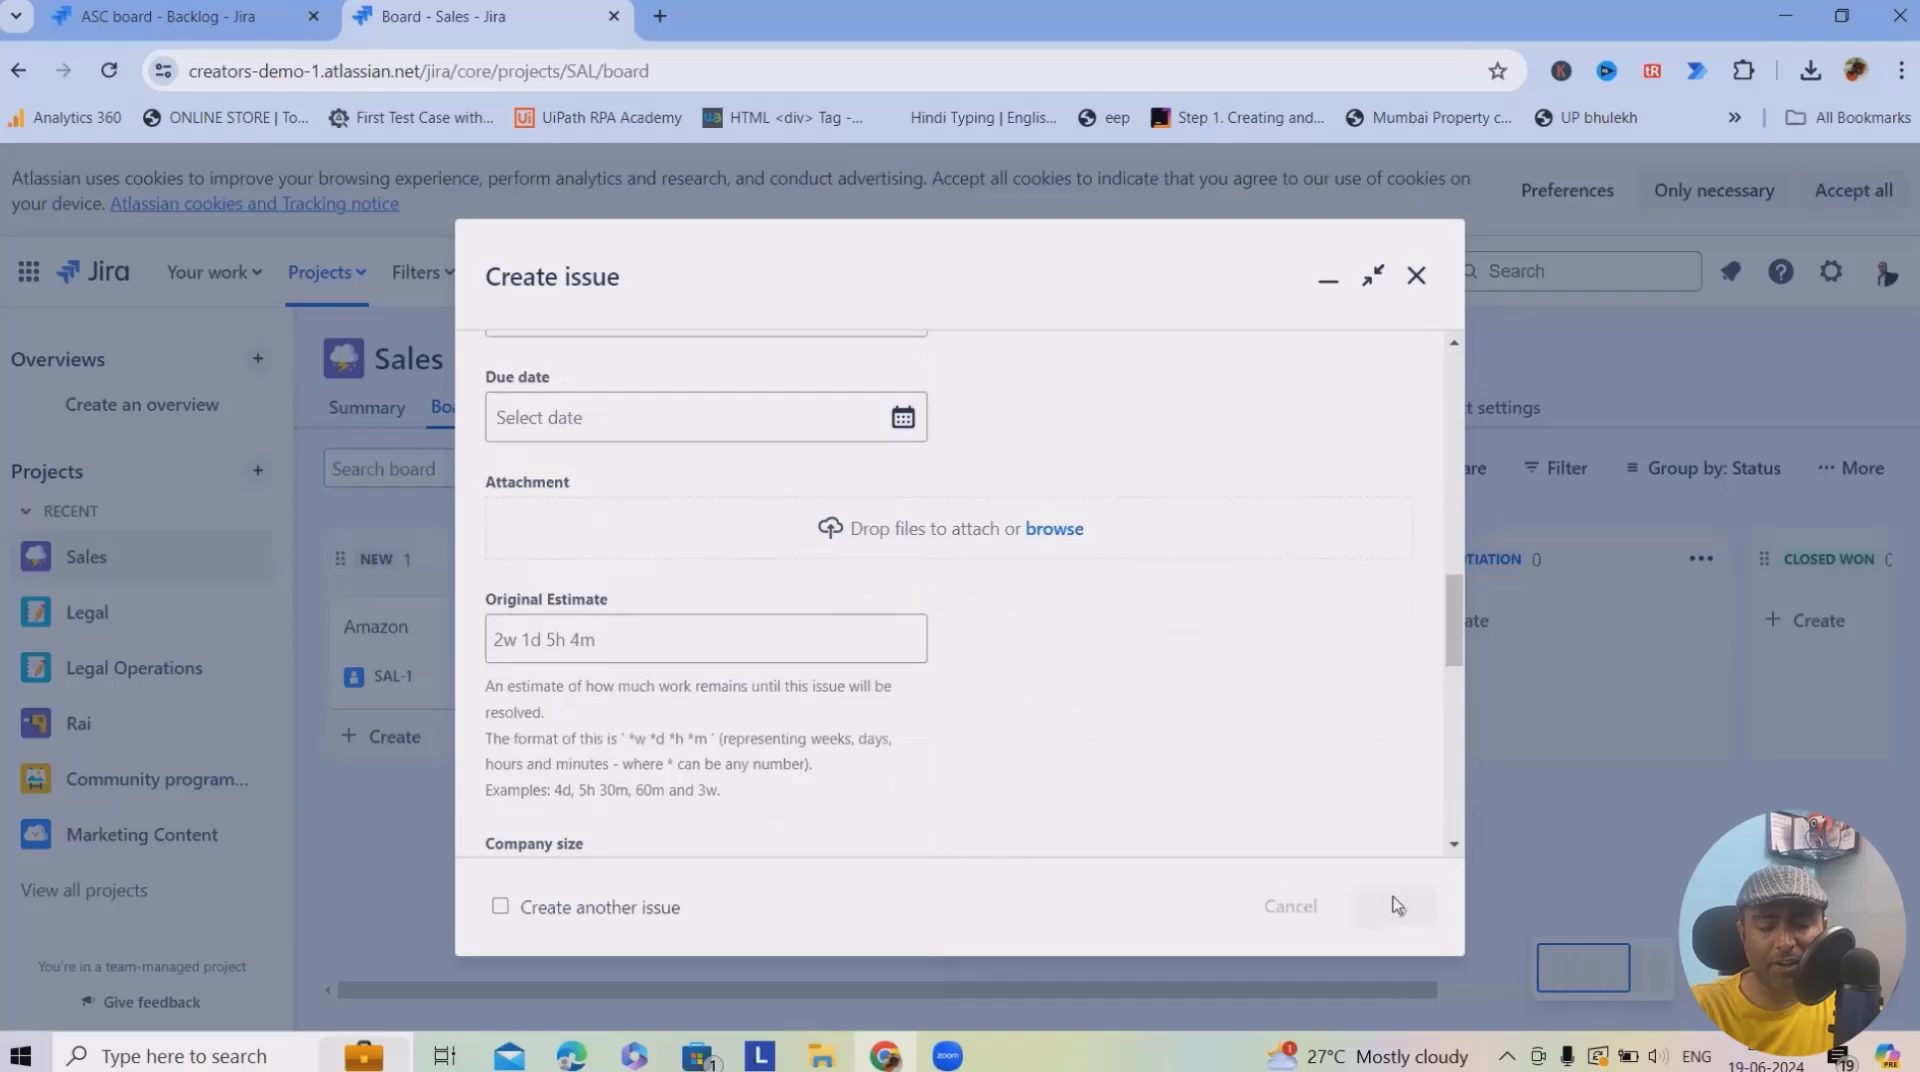 ASC board - Backlog - Jira
Board - Sales - Jira
creators-demo-1.atlassian.net/jira/core/projects/SAL/board
Analytics 360
ONLINE STORE | To...
First Test Case with...
UiPath RPA Academy
HTML <div> Tag -...
Hindi Typing | Englis...
eep
Step 1. Creating and...
Mumbai Property c...
UP bhulekh
All Bookmarks
Atlassian uses cookies to improve your browsing experience, perform analytics and research, and conduct advertising. Accept all cookies to indicate that you agree to our use of cookies on
your device. Atlassian cookies and Tracking notice
Preferences
Only necessary
Accept all
Jira
Your work
Projects
Filters
Search
Overviews
Create an overview
Projects
RECENT
Sales
Legal
Legal Operations
Rai
Community program...
Marketing Content
View all projects
You're in a team-managed project
Give feedback
Sales
Summary
Boa
t settings
Search board
are
Filter
Group by: Status
More
NEW 1
Amazon
SAL-1
+ Create
TIATION 0
ate
CLOSED WON 0
+ Create
Create issue
Due date
Select date
Attachment
Drop files to attach or browse
Original Estimate
2w 1d 5h 4m
An estimate of how much work remains until this issue will be
resolved.
The format of this is ' *w *d *h *m ' (representing weeks, days,
hours and minutes - where * can be any number).
Examples: 4d, 5h 30m, 60m and 3w.
Company size
Create another issue
Cancel
Type here to search
L
zoom
27°C Mostly cloudy
ENG
19-06-2024
19
PRE